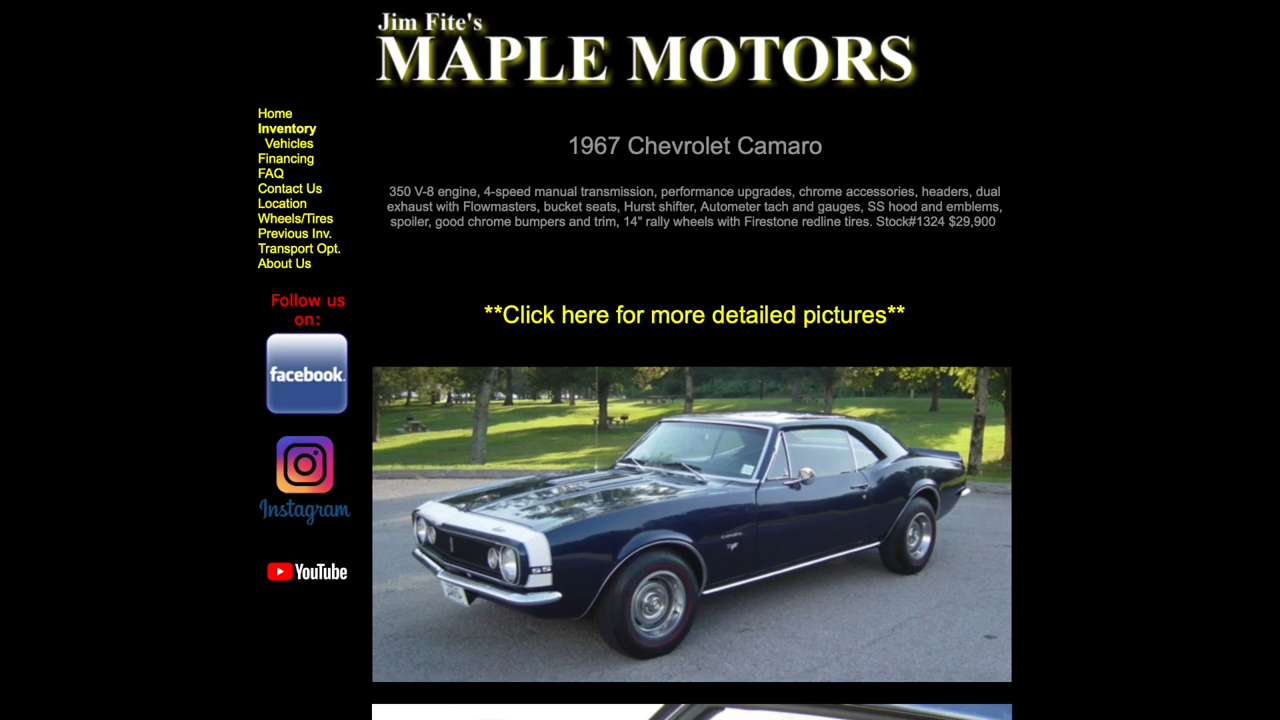 Jim Fite's
MAPLE MOTORS
Home
Inventory
Vehicles
Financing
FAQ
Contact Us
Location
Wheels/Tires
Previous Inv.
Transport Opt.
About Us
Follow us
on:
facebook.
Instagram
YouTube
1967 Chevrolet Camaro
350 V-8 engine, 4-speed manual transmission, performance upgrades, chrome accessories, headers, dual
exhaust with Flowmasters, bucket seats, Hurst shifter, Autometer tach and gauges, SS hood and emblems,
spoiler, good chrome bumpers and trim, 14" rally wheels with Firestone redline tires. Stock#1324 $29,900
**Click here for more detailed pictures**
SS